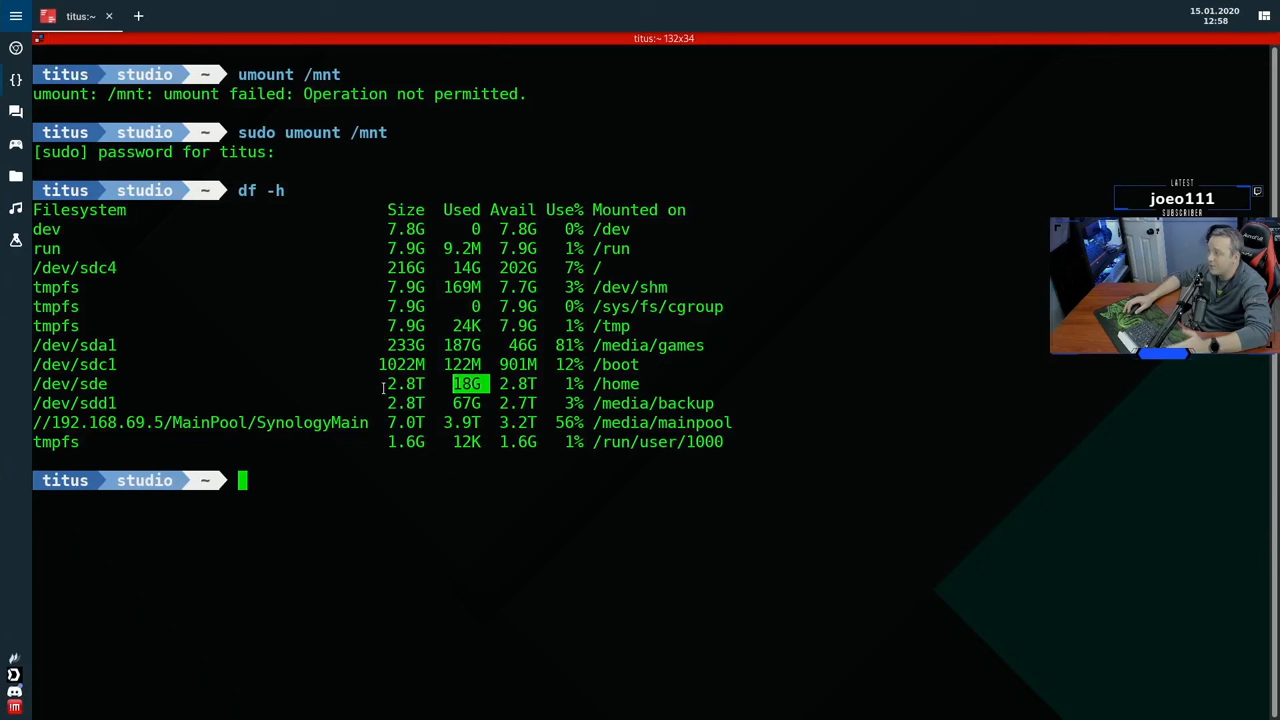 titus:~
15.01.2020
12:58
titus:~ 132x34
titus studio ~ umount /mnt
umount: /mnt: umount failed: Operation not permitted.
titus studio ~ sudo umount /mnt
[sudo] password for titus:
titus studio ~ df -h
Filesystem Size Used Avail Use% Mounted on
dev 7.8G 0 7.8G 0% /dev
run 7.9G 9.2M 7.9G 1% /run
/dev/sdc4 216G 14G 202G 7% /
tmpfs 7.9G 169M 7.7G 3% /dev/shm
tmpfs 7.9G 0 7.9G 0% /sys/fs/cgroup
tmpfs 7.9G 24K 7.9G 1% /tmp
/dev/sda1 233G 187G 46G 81% /media/games
/dev/sdc1 1022M 122M 901M 12% /boot
/dev/sde 2.8T 18G 2.8T 1% /home
/dev/sdd1 2.8T 67G 2.7T 3% /media/backup
//192.168.69.5/MainPool/SynologyMain 7.0T 3.9T 3.2T 56% /media/mainpool
tmpfs 1.6G 12K 1.6G 1% /run/user/1000
titus studio ~
LATEST
joeo111
SUBSCRIBER